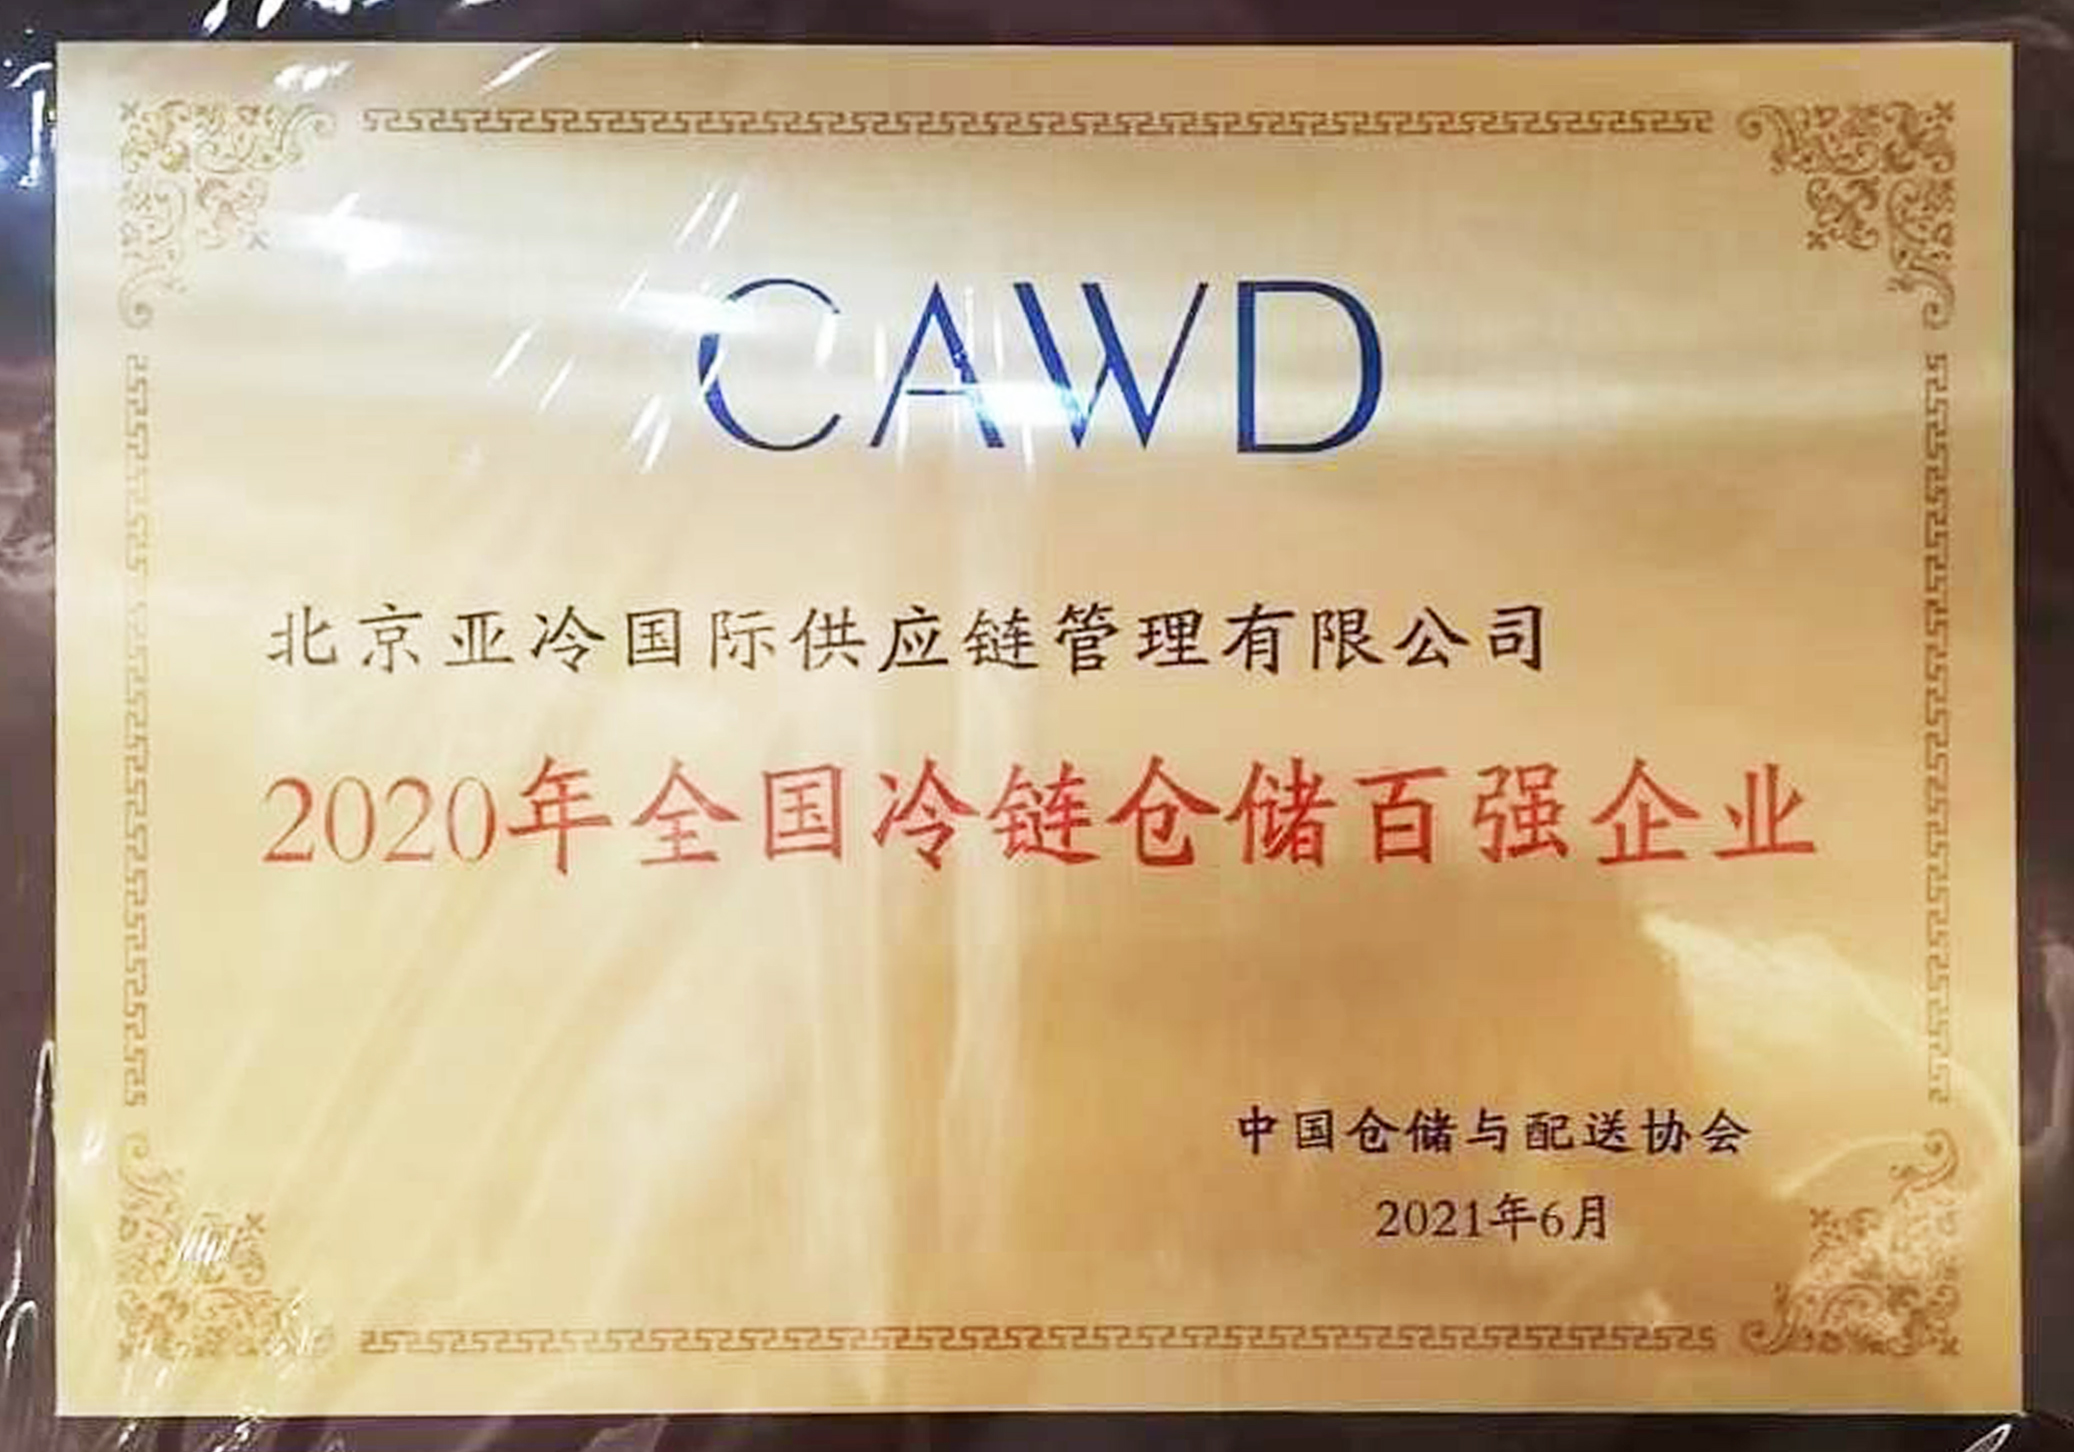 CAWD
北京亚冷国际供应链管理有限公司
2020年全国冷链仓储百强企业
中国仓储与配送协会
2021年6月